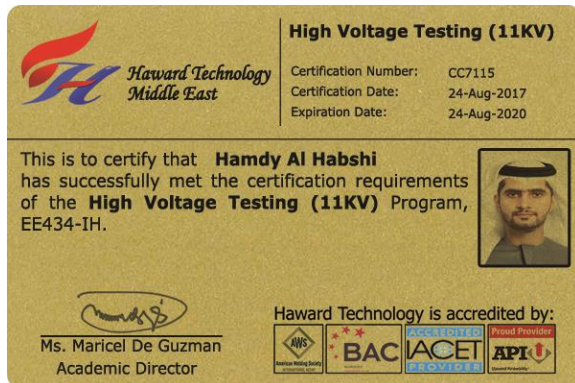 Haward Technology
Middle East
High Voltage Testing (11KV)
Certification Number: CC7115
Certification Date: 24-Aug-2017
Expiration Date: 24-Aug-2020
This is to certify that Hamdy Al Habshi
has successfully met the certification requirements
of the High Voltage Testing (11KV) Program,
EE434-IH.
Ms. Maricel De Guzman
Academic Director
Haward Technology is accredited by:
AWS
American Welding Society
BAC
ACCREDITED
IACET
PROVIDER
Proud Provider
API U